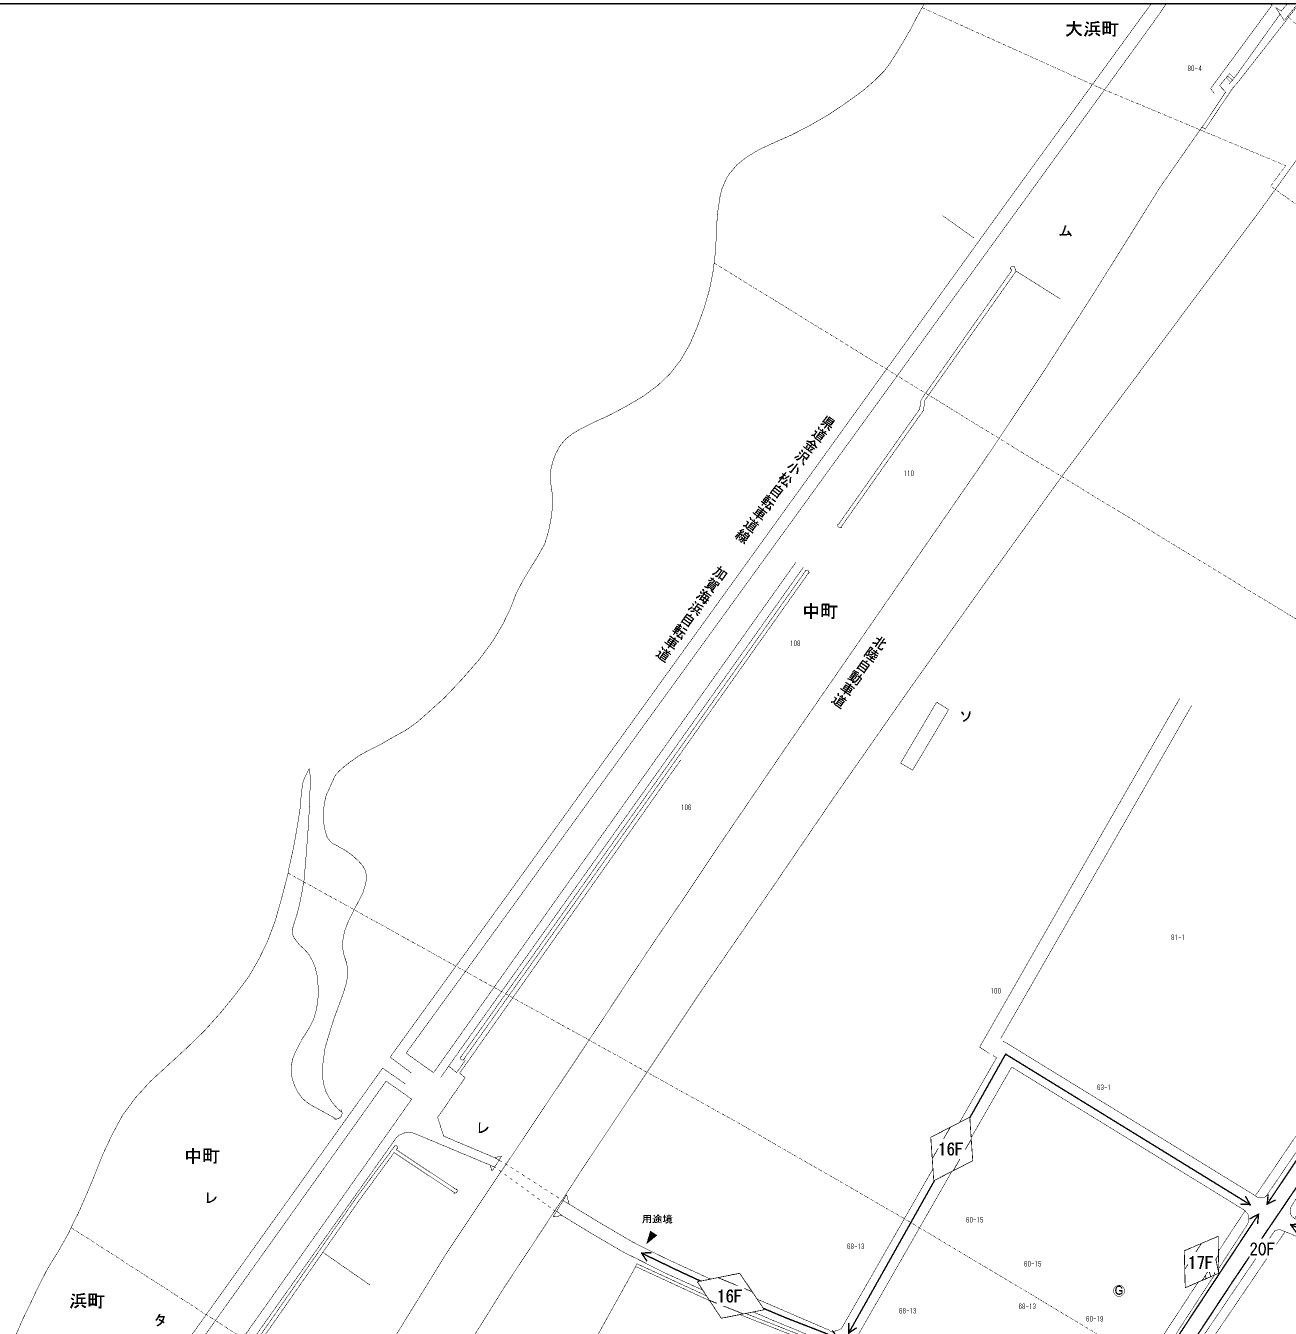 大浜町
80-4
ム
110
県道金沢小松自転車道線
加賀海浜自転車道
中町
108
北陸自動車道
ソ
106
81-1
100
63-1
レ
16F
中町
レ
用途境
60-15
68-13
20F
17F
60-15
G
16F
浜町
タ
68-13
68-13
60-19